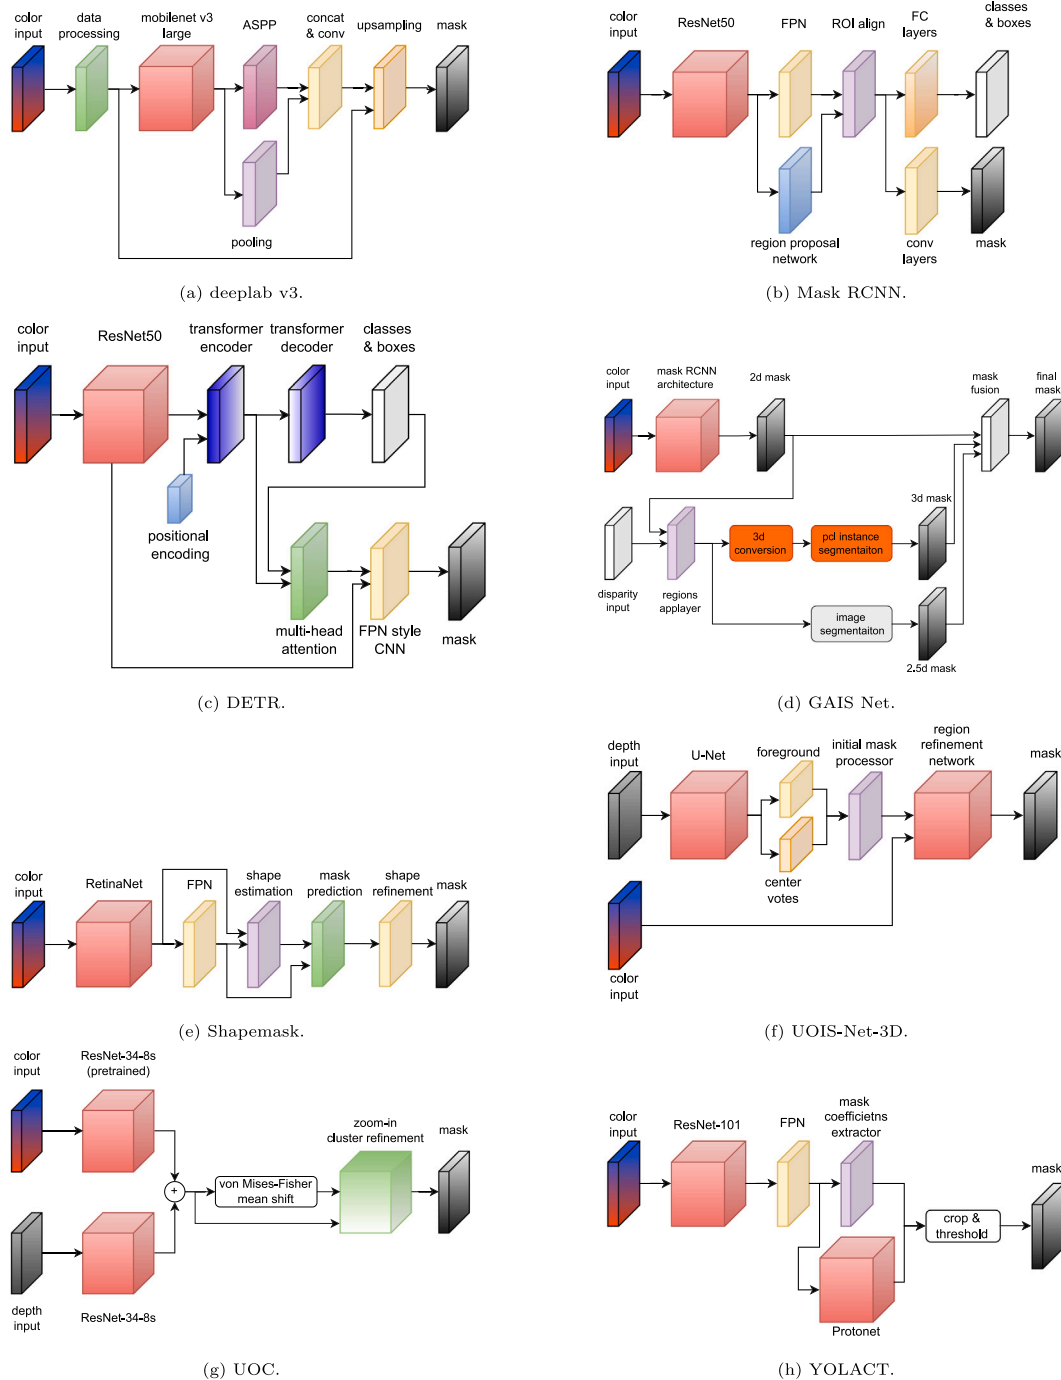 color
input
data
processing
mobilenet v3
large
ASPP
concat
& conv
upsampling
mask
pooling
(a) deeplab v3.
color
input
ResNet50
FPN
ROI align
FC
layers
classes
& boxes
region proposal
network
conv
layers
mask
(b) Mask RCNN.
color
input
ResNet50
transformer
encoder
transformer
decoder
classes
& boxes
positional
encoding
multi-head
attention
FPN style
CNN
mask
(c) DETR.
color
input
mask RCNN
architecture
2d mask
mask
fusion
final
mask
3d mask
3d
conversion
pcl instance
segmentaiton
disparity
input
regions
applayer
image
segmentaiton
2.5d mask
(d) GAIS Net.
color
input
RetinaNet
FPN
shape
estimation
mask
prediction
shape
refinement
mask
(e) Shapemask.
depth
input
U-Net
foreground
initial mask
processor
region
refinement
network
mask
center
votes
color
input
(f) UOIS-Net-3D.
color
input
ResNet-34-8s
(pretrained)
zoom-in
cluster refinement
mask
+
von Mises-Fisher
mean shift
depth
input
ResNet-34-8s
(g) UOC.
color
input
ResNet-101
FPN
mask
coefficietns
extractor
mask
crop &
threshold
Protonet
(h) YOLACT.